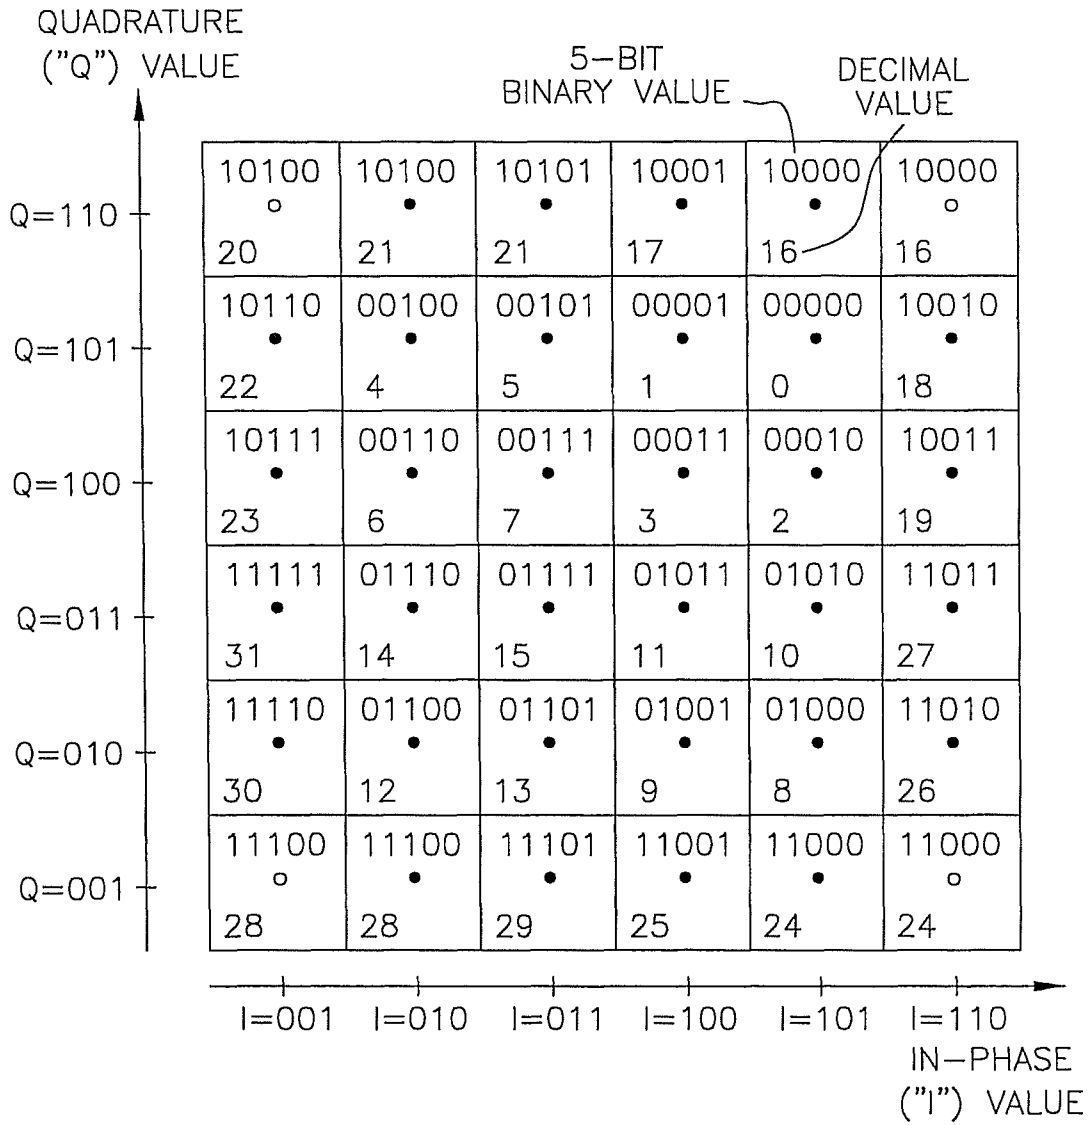 QUADRATURE
("Q") VALUE
5-BIT
BINARY VALUE
DECIMAL
VALUE
10100 10100 10101 10001 10000 10000
Q=110
20 21 21 17 16 16
10110 00100 00101 00001 00000 10010
Q=101
22 4 5 1 0 18
10111 00110 00111 00011 00010 10011
Q=100
23 6 7 3 2 19
11111 01110 01111 01011 01010 11011
Q=011
31 14 15 11 10 27
11110 01100 01101 01001 01000 11010
Q=010
30 12 13 9 8 26
11100 11100 11101 11001 11000 11000
Q=001
28 28 29 25 24 24
I=001 I=010 I=011 I=100 I=101 I=110
IN-PHASE
("I") VALUE